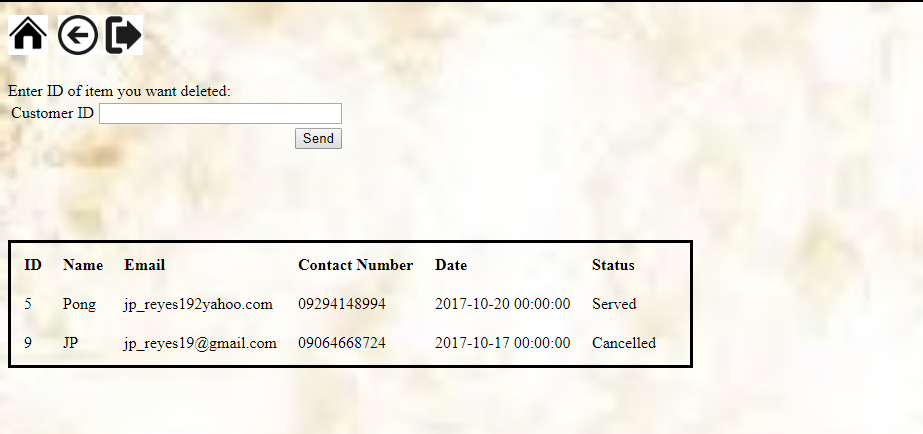 Enter ID of item you want deleted:
Customer ID
Send
ID Name Email Contact Number Date Status
5 Pong jp_reyes192yahoo.com 09294148994 2017-10-20 00:00:00 Served
9 JP jp_reyes19@gmail.com 09064668724 2017-10-17 00:00:00 Cancelled